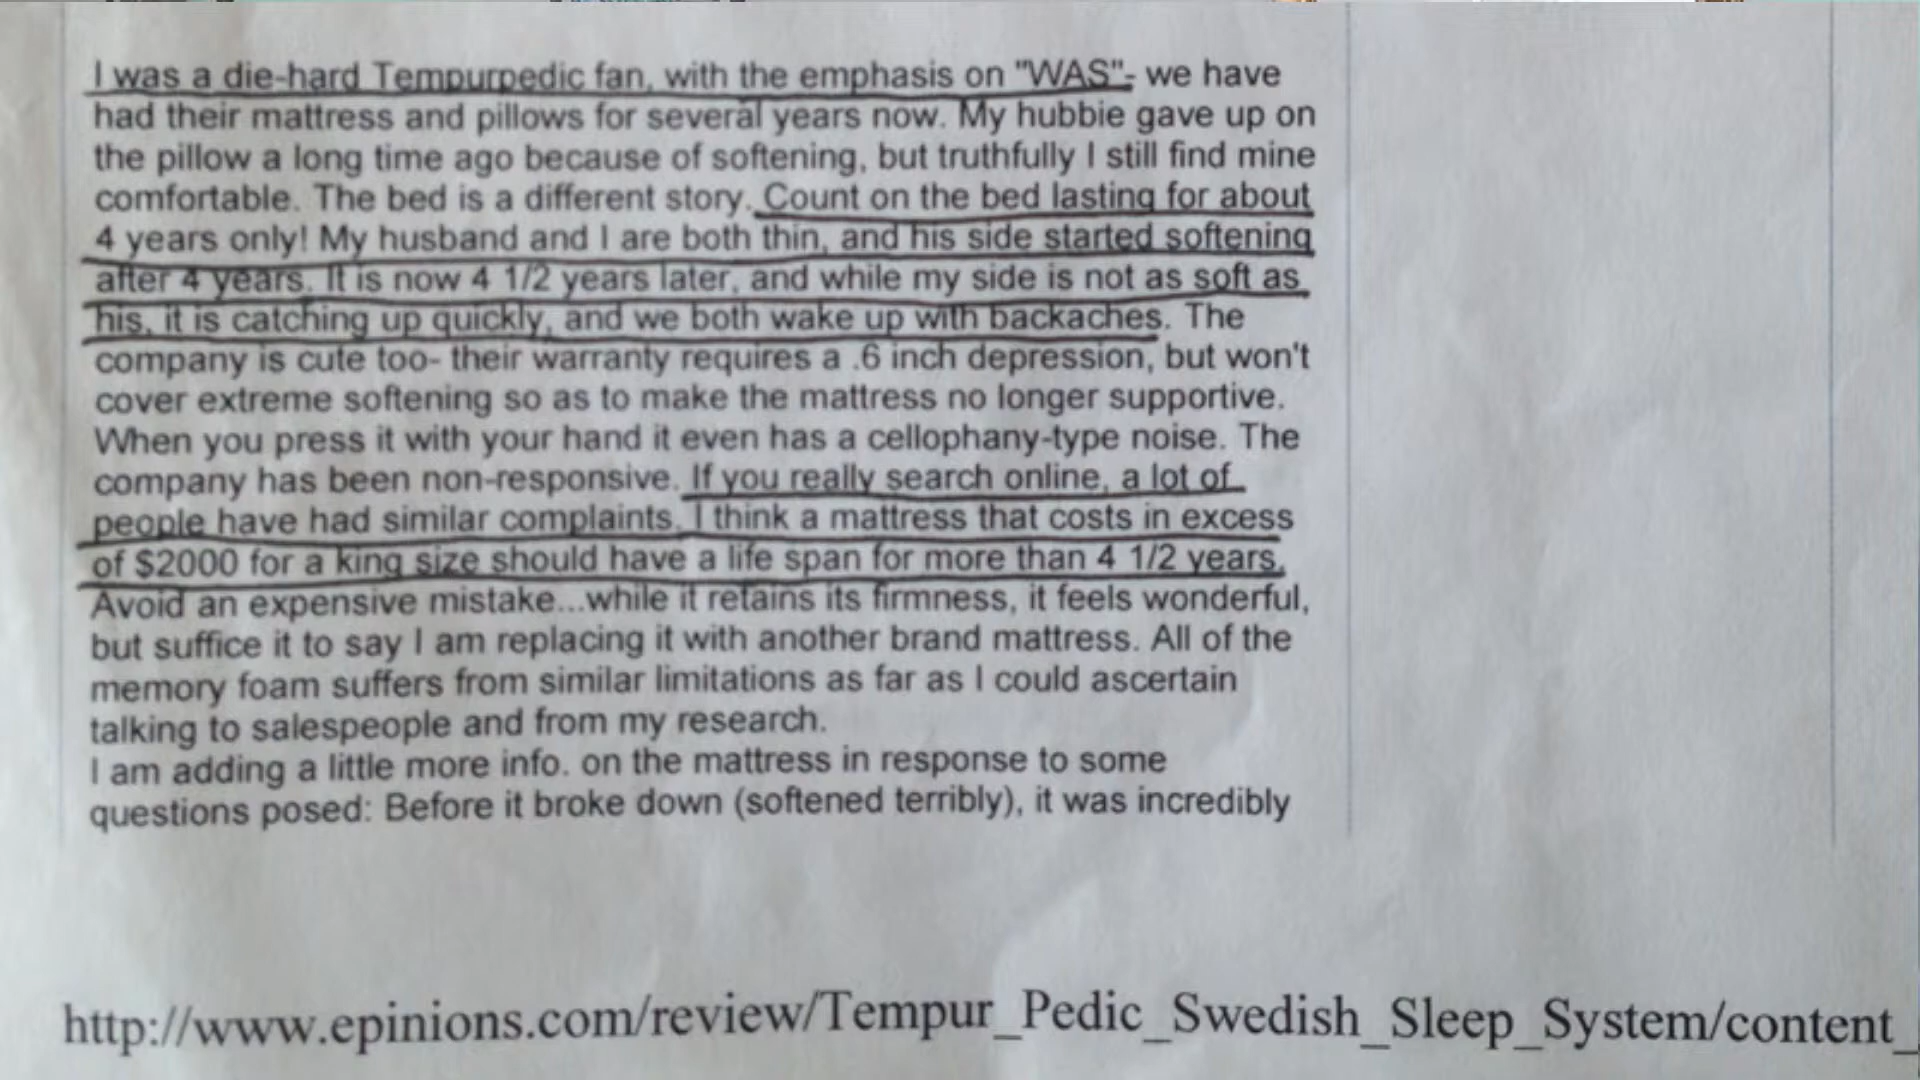 I was a die-hard Tempurpedic fan, with the emphasis on "WAS"- we have
had their mattress and pillows for several years now. My hubbie gave up on
the pillow a long time ago because of softening, but truthfully I still find mine
comfortable. The bed is a different story. Count on the bed lasting for about
4 years only! My husband and I are both thin, and his side started softening
after 4 years. It is now 4 1/2 years later, and while my side is not as soft as
his, it is catching up quickly, and we both wake up with backaches. The
company is cute too- their warranty requires a .6 inch depression, but won't
cover extreme softening so as to make the mattress no longer supportive.
When you press it with your hand it even has a cellophany-type noise. The
company has been non-responsive. If you really search online, a lot of
people have had similar complaints. I think a mattress that costs in excess
of $2000 for a king size should have a life span for more than 4 1/2 years.
Avoid an expensive mistake...while it retains its firmness, it feels wonderful,
but suffice it to say I am replacing it with another brand mattress. All of the
memory foam suffers from similar limitations as far as I could ascertain
talking to salespeople and from my research.
I am adding a little more info. on the mattress in response to some
questions posed: Before it broke down (softened terribly), it was incredibly
http://www.epinions.com/review/Tempur_Pedic_Swedish_Sleep_System/content_